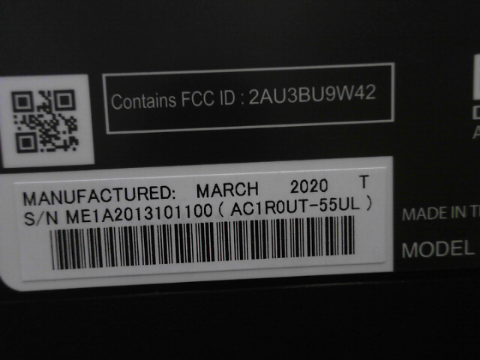 Contains FCC ID : 2AU3BU9W42
MANUFACTURED: MARCH 2020 T
S/N ME1A2013101100 ( AC1R0UT-55UL )
MADE IN T
MODEL